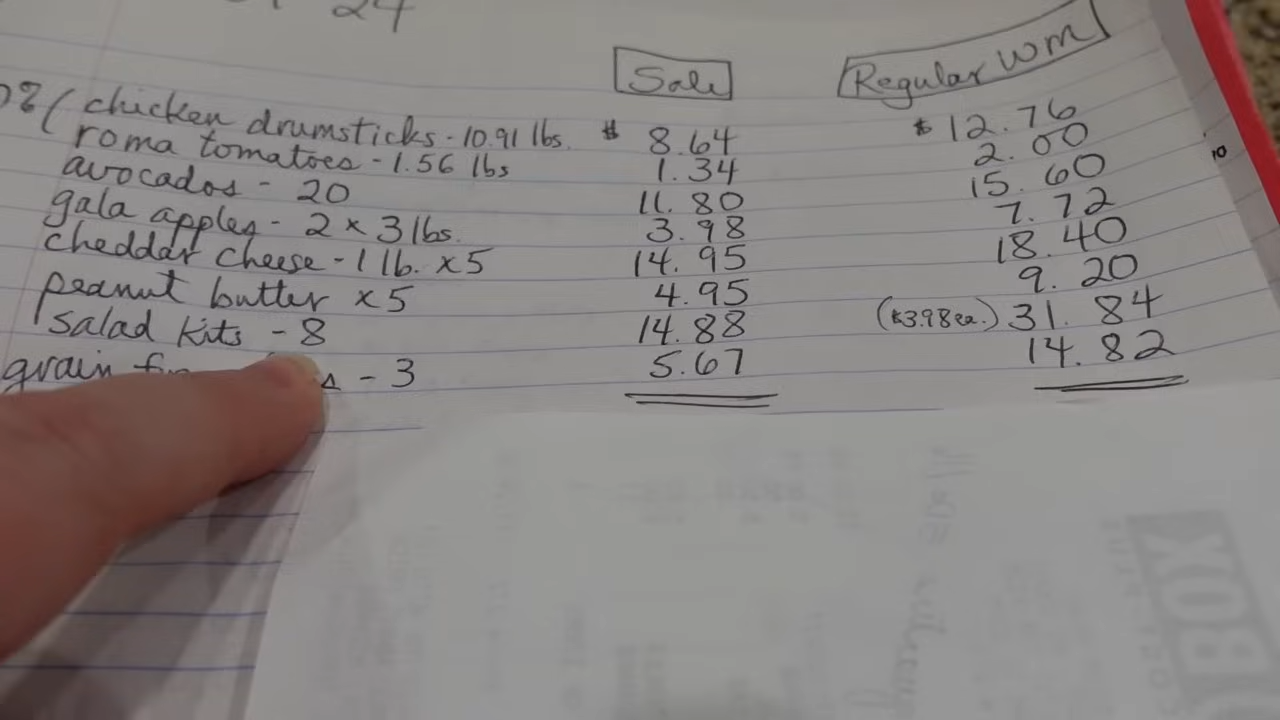 24
Sale Regular WM
% ( chicken drumsticks - 10.91 lbs. $ 8.64 $ 12.76
roma tomatoes - 1.56 lbs 1.34 2.00
avocados - 20 11.80 15.60
gala apples - 2 x 3 lbs. 3.98 7.72
cheddar cheese - 1 lb. x5 14.95 18.40
peanut butter x5 4.95 9.20
salad kits - 8 14.88 ($3.98 ea.) 31.84
grain - 3 5.67 14.82